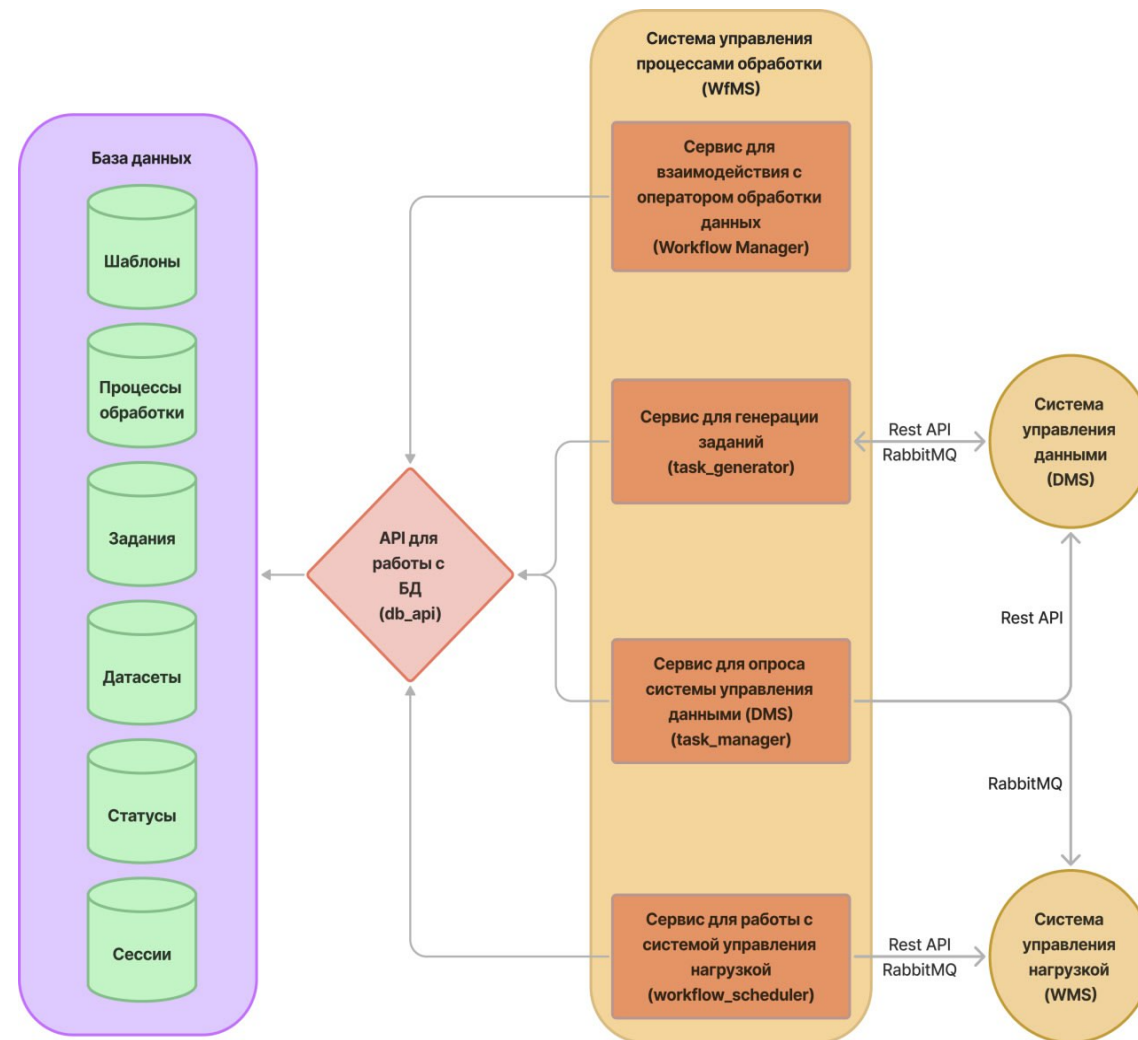 База данных
Шаблоны
Процессы
обработки
Задания
Датасеты
Статусы
Сессии
API для
работы с
БД
(db_api)
Система управления
процессами обработки
(WfMS)
Сервис для
взаимодействия с
оператором обработки
данных
(Workflow Manager)
Сервис для генерации
заданий
(task_generator)
Сервис для опроса
системы управления
данными (DMS)
(task_manager)
Сервис для работы с
системой управления
нагрузкой
(workflow_scheduler)
Rest API
RabbitMQ
Система
управления
данными
(DMS)
Rest API
RabbitMQ
Rest API
RabbitMQ
Система
управления
нагрузкой
(WMS)